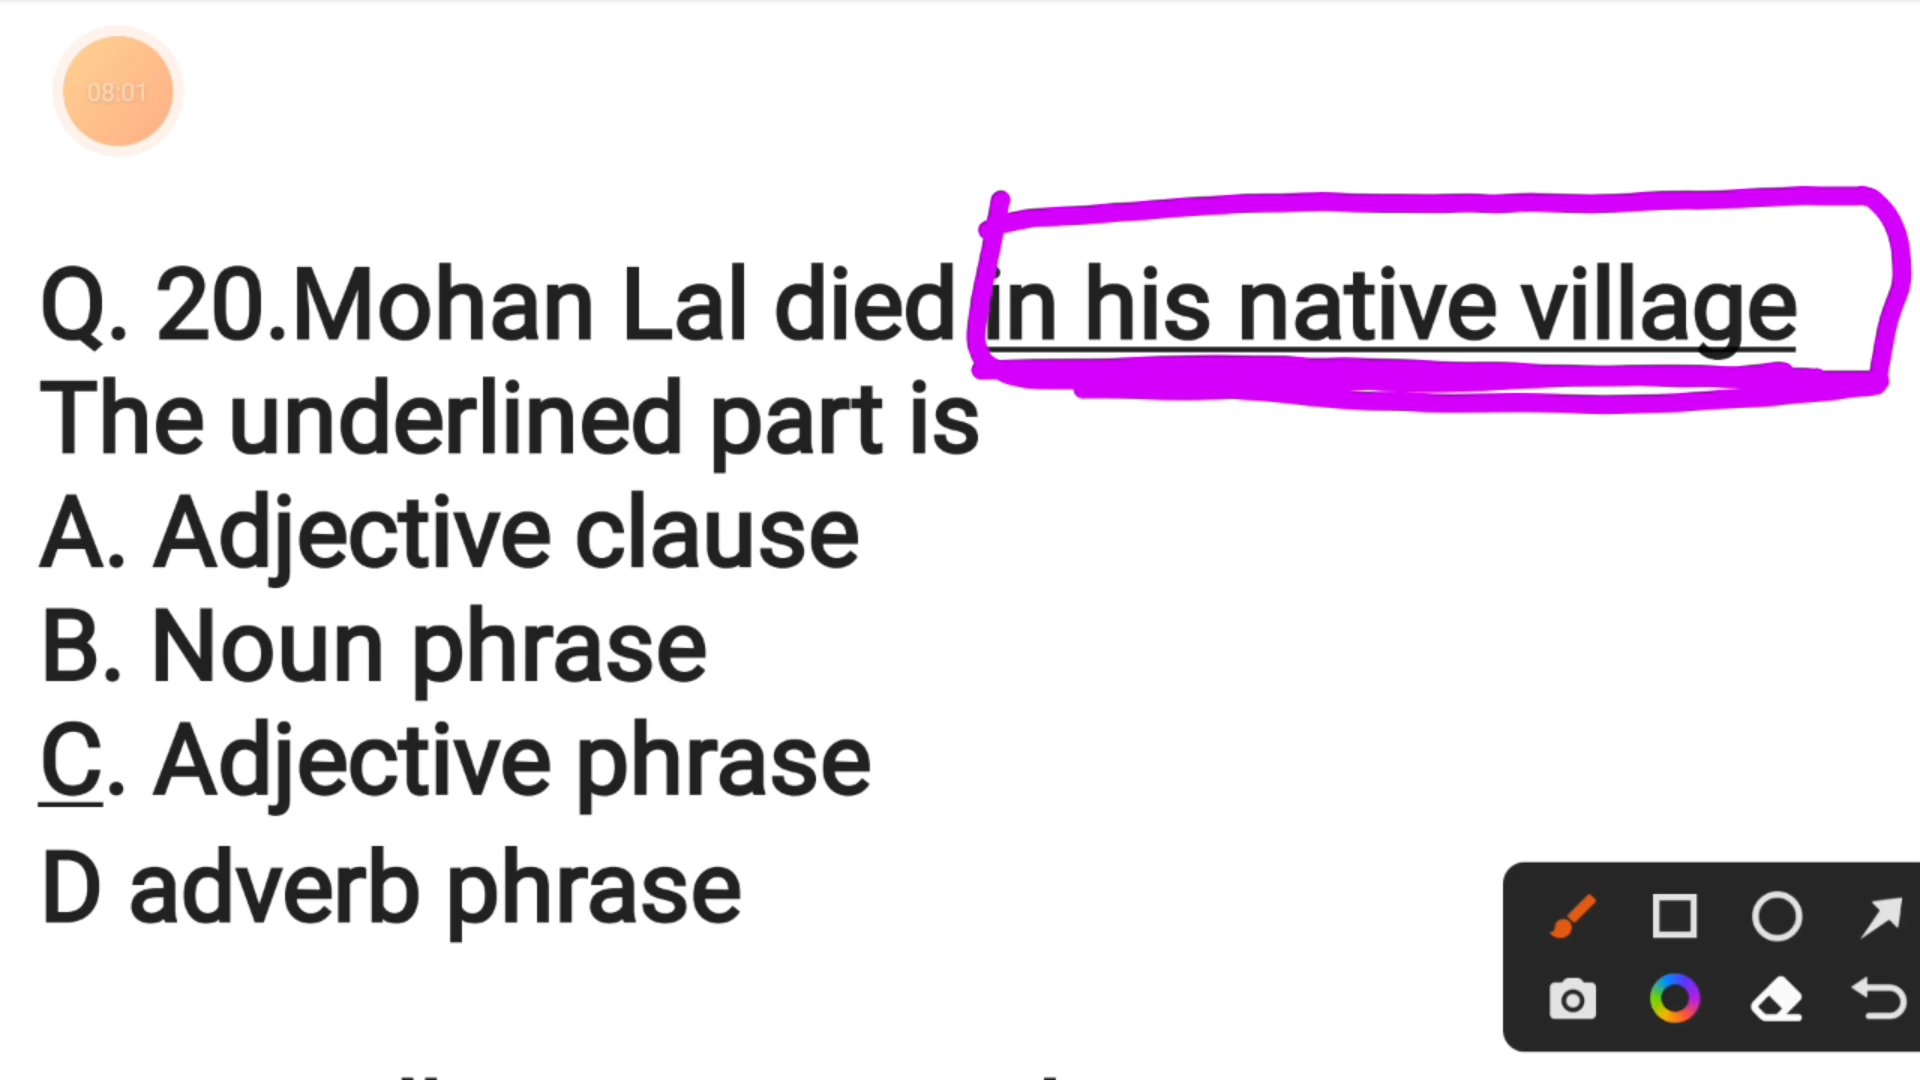 08:01
Q. 20.Mohan Lal died in his native village
The underlined part is
A. Adjective clause
B. Noun phrase
C. Adjective phrase
D adverb phrase